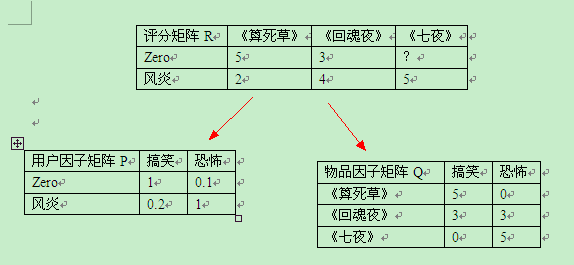 评分矩阵 R 《算死草》 《回魂夜》 《七夜》
Zero 5 3 ？
风炎 2 4 5
用户因子矩阵 P 搞笑 恐怖
Zero 1 0.1
风炎 0.2 1
物品因子矩阵 Q 搞笑 恐怖
《算死草》 5 0
《回魂夜》 3 3
《七夜》 0 5